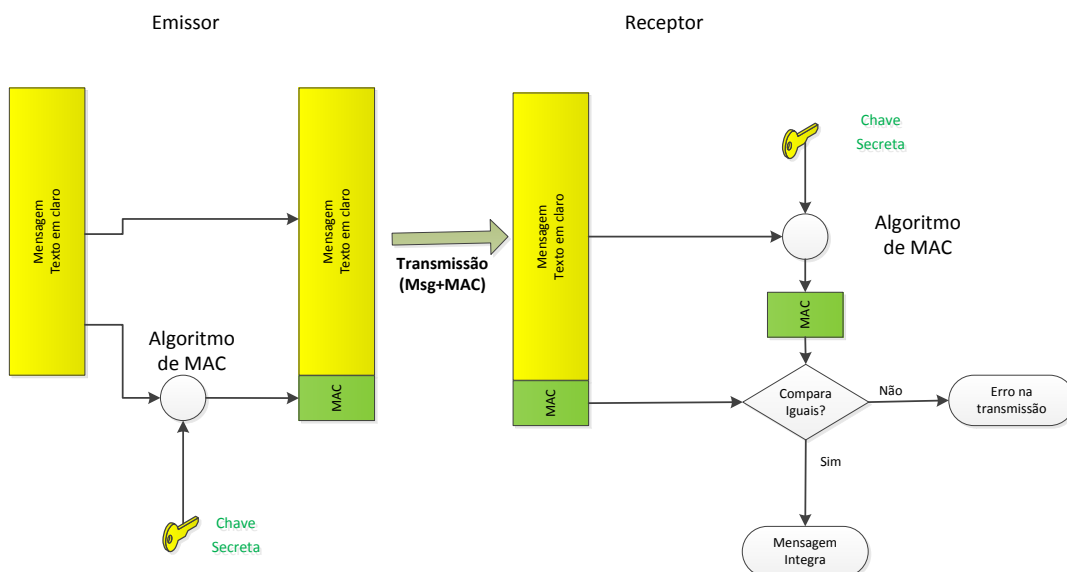 Emissor
Receptor
Mensagem
Texto em claro
Mensagem
Texto em claro
MAC
Algoritmo
de MAC
Chave
Secreta
Transmissão
(Msg+MAC)
Mensagem
Texto em claro
MAC
Chave
Secreta
Algoritmo
de MAC
MAC
Compara
Iguais?
Não
Erro na
transmissão
Sim
Mensagem
Integra